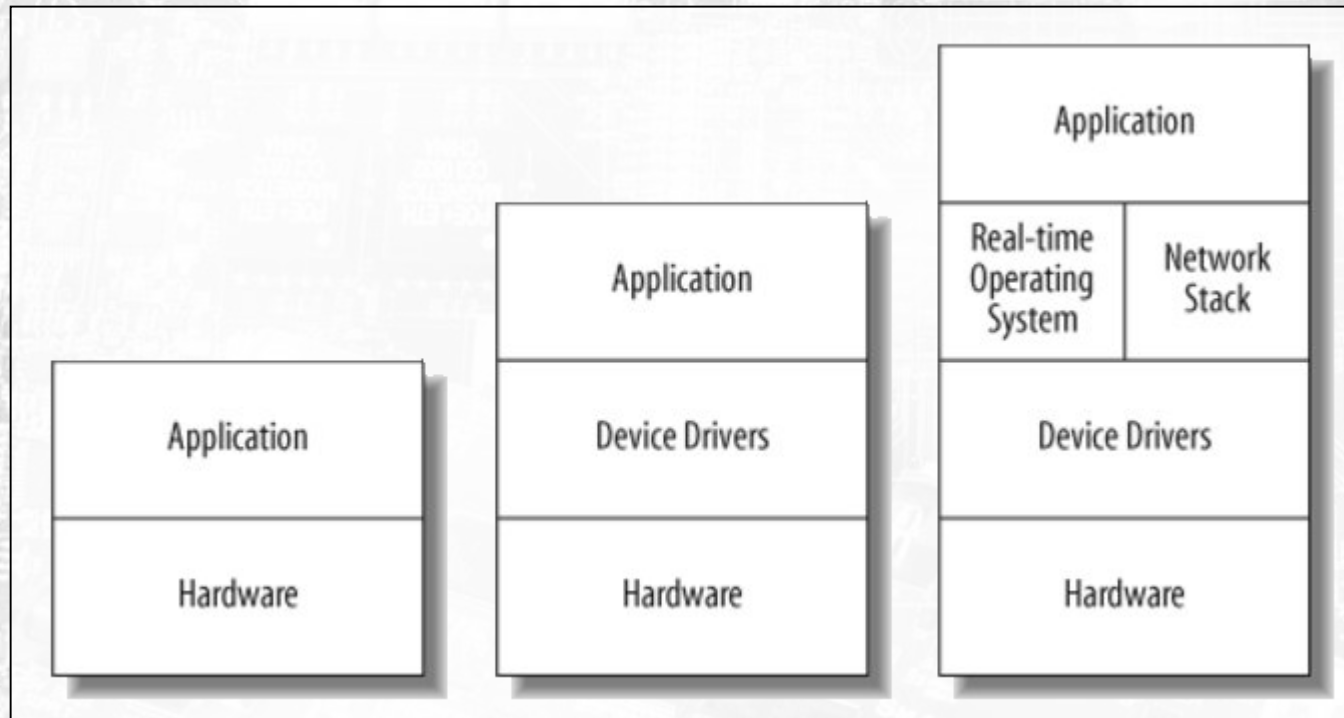 Application
Hardware
Application
Device Drivers
Hardware
Application
Real-time
Operating
System
Network
Stack
Device Drivers
Hardware